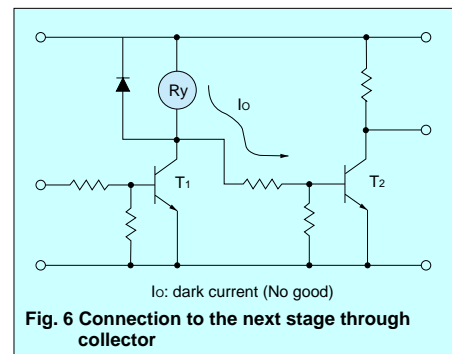 Ry
Io
T1
T2
Io: dark current (No good)
Fig. 6 Connection to the next stage through
collector